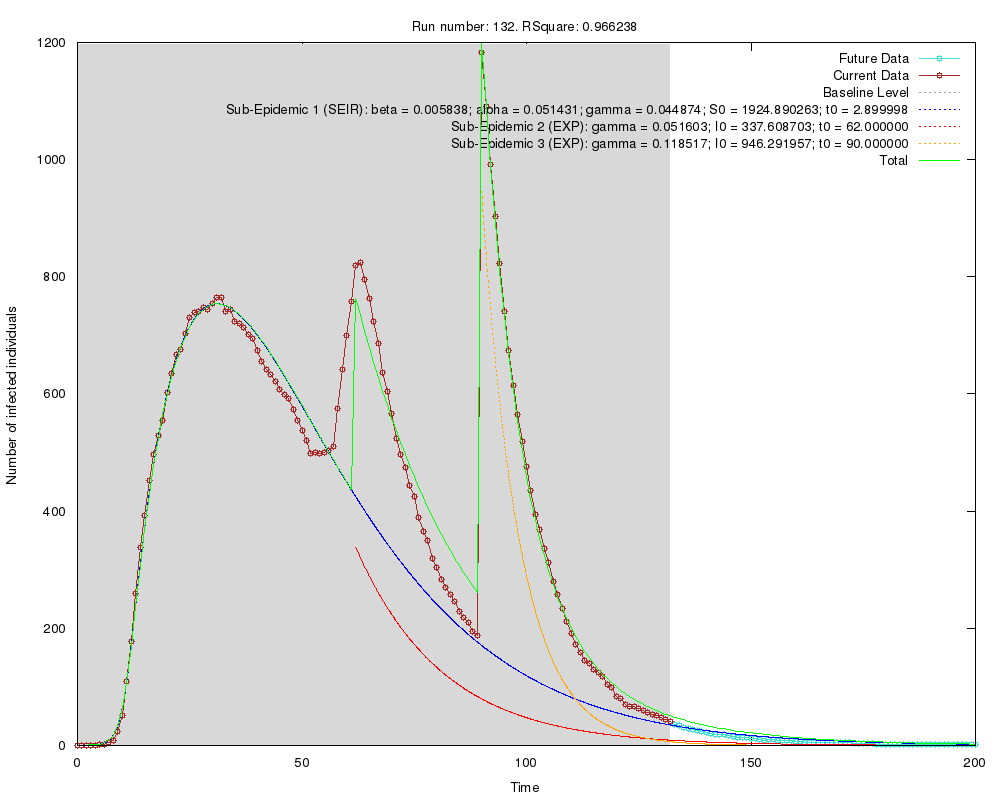 Run number: 132. RSquare: 0.966238
1200
1000
800
600
400
200
0
Number of infected individuals
Future Data
Current Data
Baseline Level
Sub-Epidemic 1 (SEIR): beta = 0.005838; alpha = 0.051431; gamma = 0.044874; S0 = 1924.890263; t0 = 2.899998
Sub-Epidemic 2 (EXP): gamma = 0.051603; I0 = 337.608703; t0 = 62.000000
Sub-Epidemic 3 (EXP): gamma = 0.118517; I0 = 946.291957; t0 = 90.000000
Total
0 50 100 150 200
Time